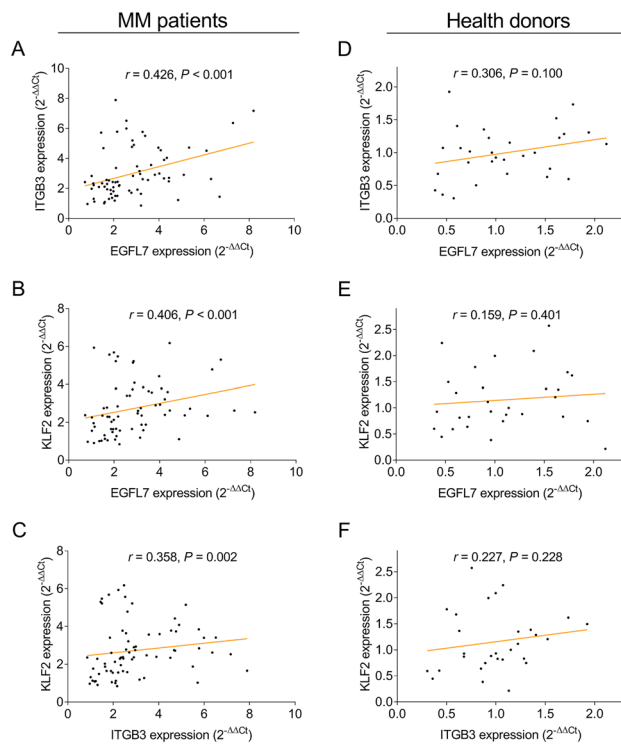 MM patients
Health donors
A
r = 0.426, P < 0.001
ITGB3 expression (2^-ΔΔCt)
10
8
6
4
2
0
0 2 4 6 8 10
EGFL7 expression (2^-ΔΔCt)
D
r = 0.306, P = 0.100
ITGB3 expression (2^-ΔΔCt)
2.0
1.5
1.0
0.5
0.0
0.0 0.5 1.0 1.5 2.0
EGFL7 expression (2^-ΔΔCt)
B
r = 0.406, P < 0.001
KLF2 expression (2^-ΔΔCt)
8
6
4
2
0
0 2 4 6 8 10
EGFL7 expression (2^-ΔΔCt)
E
r = 0.159, P = 0.401
KLF2 expression (2^-ΔΔCt)
2.5
2.0
1.5
1.0
0.5
0.0
0.0 0.5 1.0 1.5 2.0
EGFL7 expression (2^-ΔΔCt)
C
r = 0.358, P = 0.002
KLF2 expression (2^-ΔΔCt)
8
6
4
2
0
0 2 4 6 8 10
ITGB3 expression (2^-ΔΔCt)
F
r = 0.227, P = 0.228
KLF2 expression (2^-ΔΔCt)
2.5
2.0
1.5
1.0
0.5
0.0
0.0 0.5 1.0 1.5 2.0
ITGB3 expression (2^-ΔΔCt)